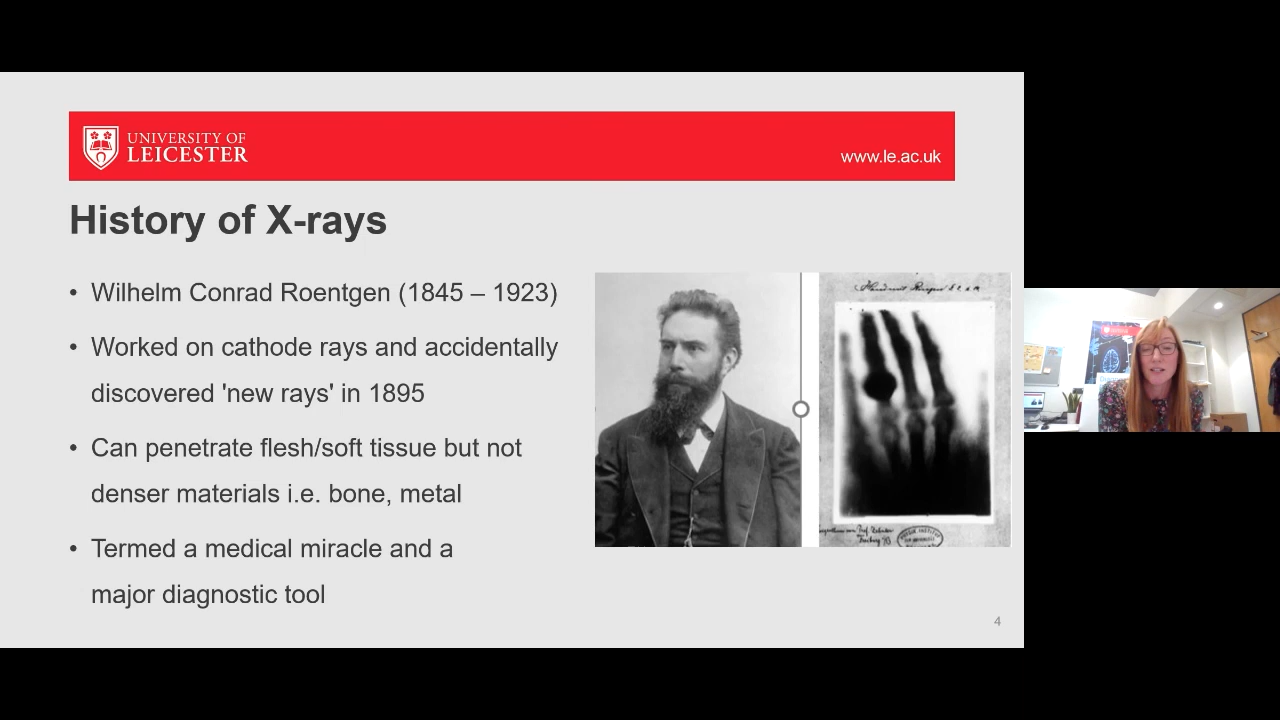 UNIVERSITY OF
LEICESTER
www.le.ac.uk
History of X-rays
• Wilhelm Conrad Roentgen (1845 – 1923)
• Worked on cathode rays and accidentally
discovered 'new rays' in 1895
• Can penetrate flesh/soft tissue but not
denser materials i.e. bone, metal
• Termed a medical miracle and a
major diagnostic tool
4